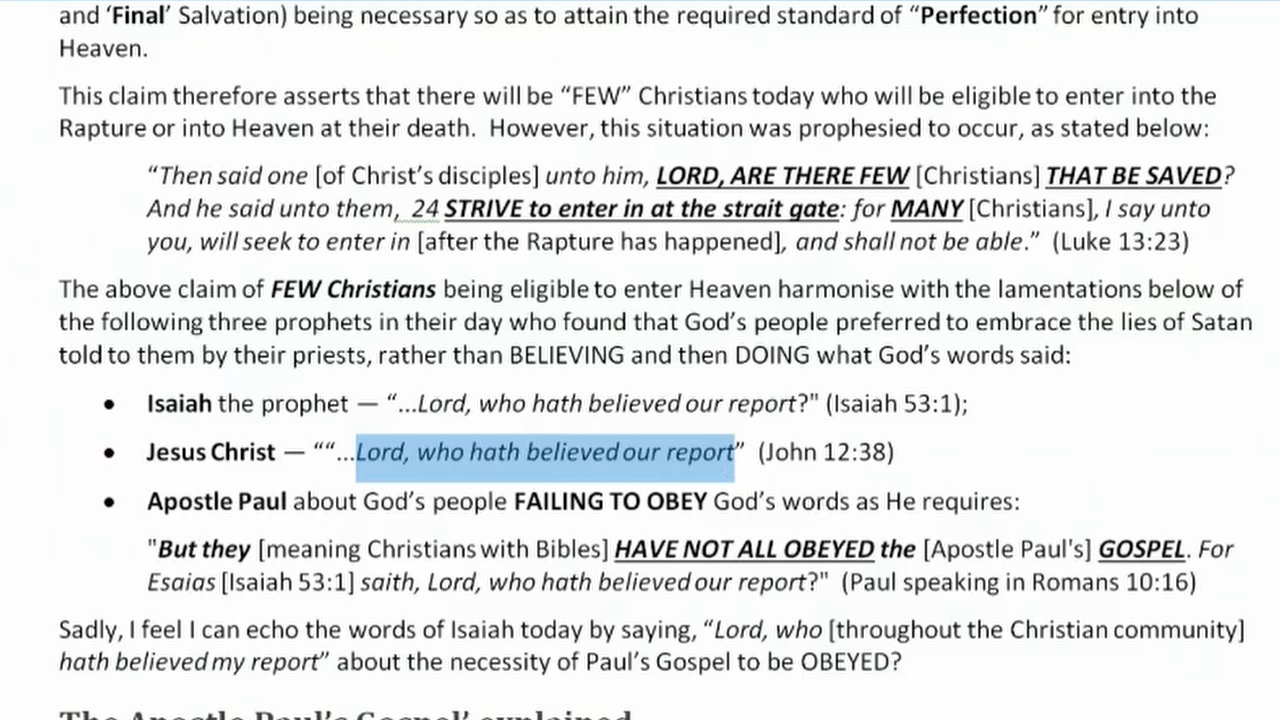 and ‘Final’ Salvation) being necessary so as to attain the required standard of “Perfection” for entry into
Heaven.
This claim therefore asserts that there will be “FEW” Christians today who will be eligible to enter into the
Rapture or into Heaven at their death.  However, this situation was prophesied to occur, as stated below:
“Then said one [of Christ’s disciples] unto him, LORD, ARE THERE FEW [Christians] THAT BE SAVED?
And he said unto them,  24 STRIVE to enter in at the strait gate: for MANY [Christians], I say unto
you, will seek to enter in [after the Rapture has happened], and shall not be able.”  (Luke 13:23)
The above claim of FEW Christians being eligible to enter Heaven harmonise with the lamentations below of
the following three prophets in their day who found that God’s people preferred to embrace the lies of Satan
told to them by their priests, rather than BELIEVING and then DOING what God’s words said:
• Isaiah the prophet — “...Lord, who hath believed our report?" (Isaiah 53:1);
• Jesus Christ — ““...Lord, who hath believed our report”  (John 12:38)
• Apostle Paul about God’s people FAILING TO OBEY God’s words as He requires:
"But they [meaning Christians with Bibles] HAVE NOT ALL OBEYED the [Apostle Paul's] GOSPEL. For
Esaias [Isaiah 53:1] saith, Lord, who hath believed our report?"  (Paul speaking in Romans 10:16)
Sadly, I feel I can echo the words of Isaiah today by saying, “Lord, who [throughout the Christian community]
hath believed my report” about the necessity of Paul’s Gospel to be OBEYED?
The Apostle Paul’s Gospel’ explained